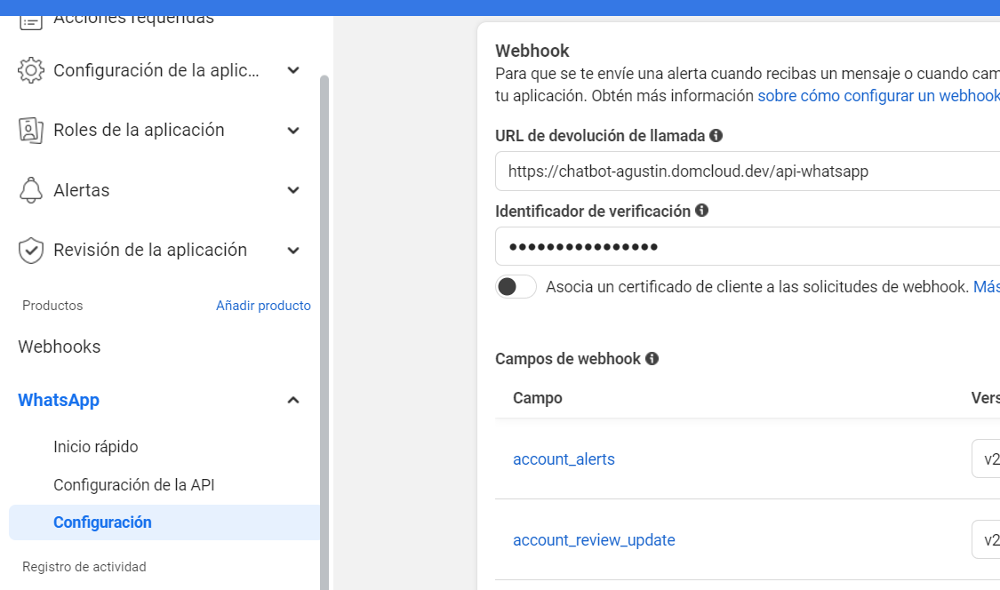 Acciones requeridas
Configuración de la aplic...
Roles de la aplicación
Alertas
Revisión de la aplicación
Productos
Añadir producto
Webhooks
WhatsApp
Inicio rápido
Configuración de la API
Configuración
Registro de actividad
Webhook
Para que se te envíe una alerta cuando recibas un mensaje o cuando cam
tu aplicación. Obtén más información sobre cómo configurar un webhook
URL de devolución de llamada
https://chatbot-agustin.domcloud.dev/api-whatsapp
Identificador de verificación
••••••••••••••••
Asocia un certificado de cliente a las solicitudes de webhook. Más
Campos de webhook
Campo
Vers
account_alerts
v2
account_review_update
v2